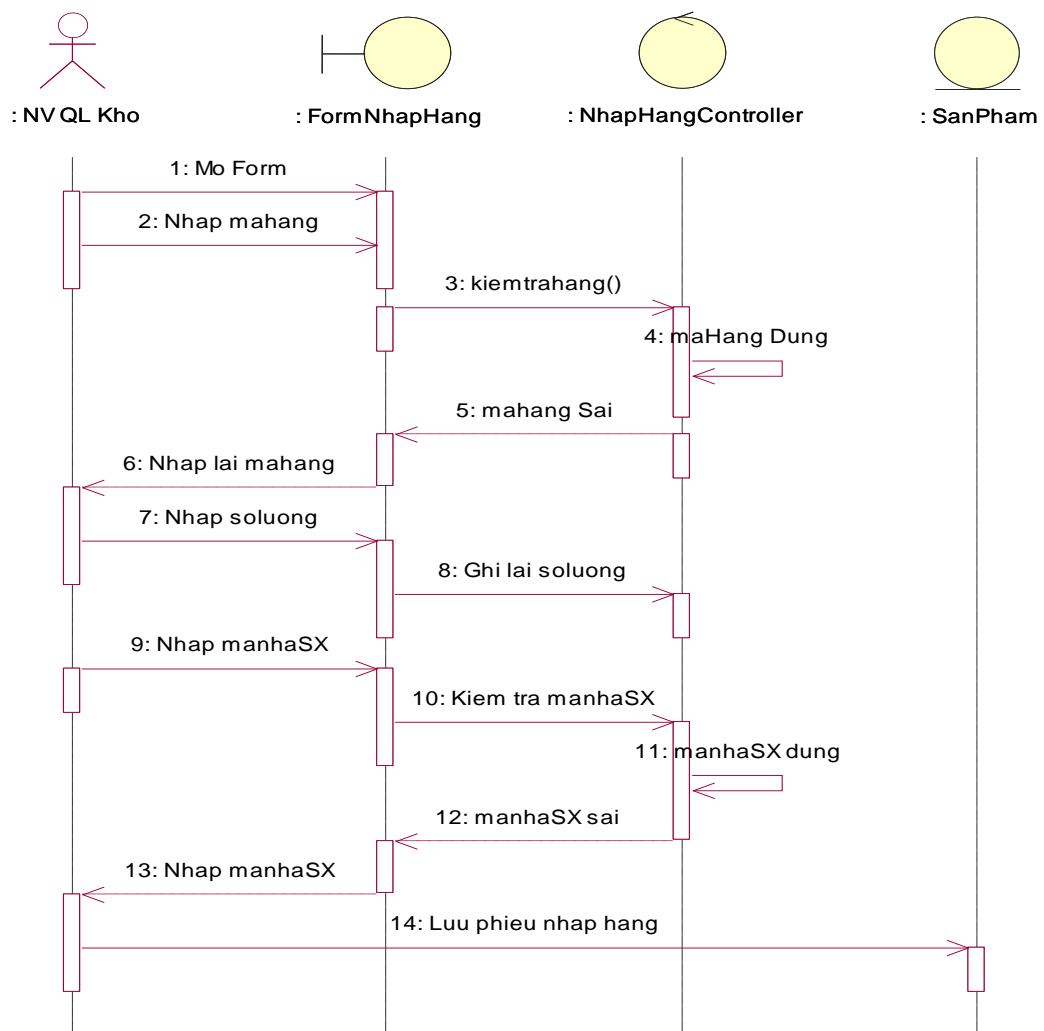 : NV QL Kho
: FormNhapHang
: NhapHangController
: SanPham
1: Mo Form
2: Nhap mahang
3: kiemtrahang()
4: maHang Dung
5: mahang Sai
6: Nhap lai mahang
7: Nhap soluong
8: Ghi lai soluong
9: Nhap manhaSX
10: Kiem tra manhaSX
11: manhaSX dung
12: manhaSX sai
13: Nhap manhaSX
14: Luu phieu nhap hang